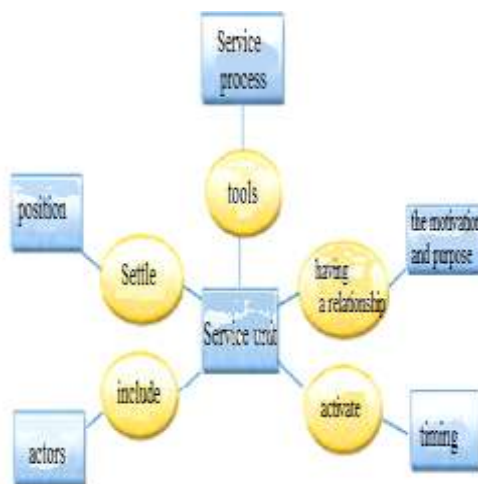 Service
process
tools
position
Settle
having
a relationship
the motivation
and purpose
Service unit
include
activate
actors
timing